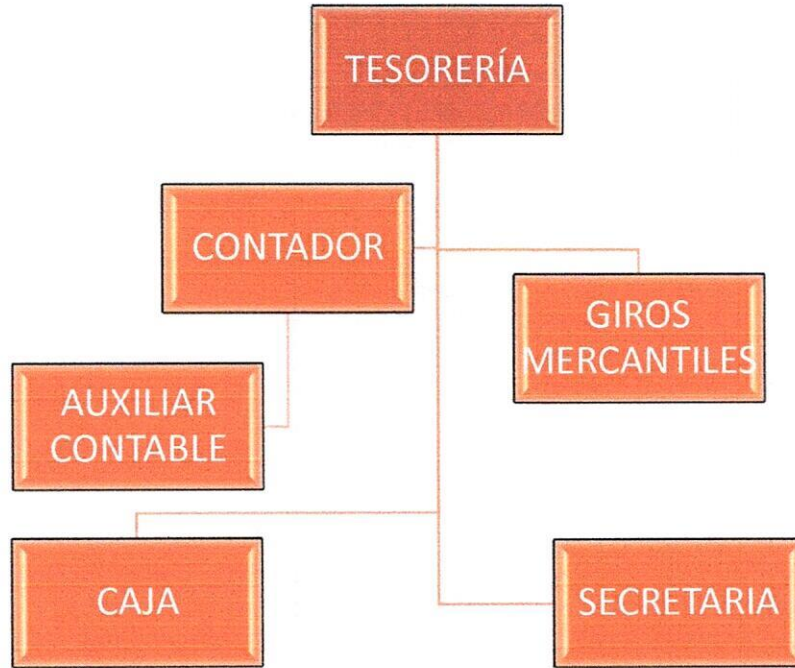 TESORERÍA
CONTADOR
GIROS
MERCANTILES
AUXILIAR
CONTABLE
CAJA
SECRETARIA